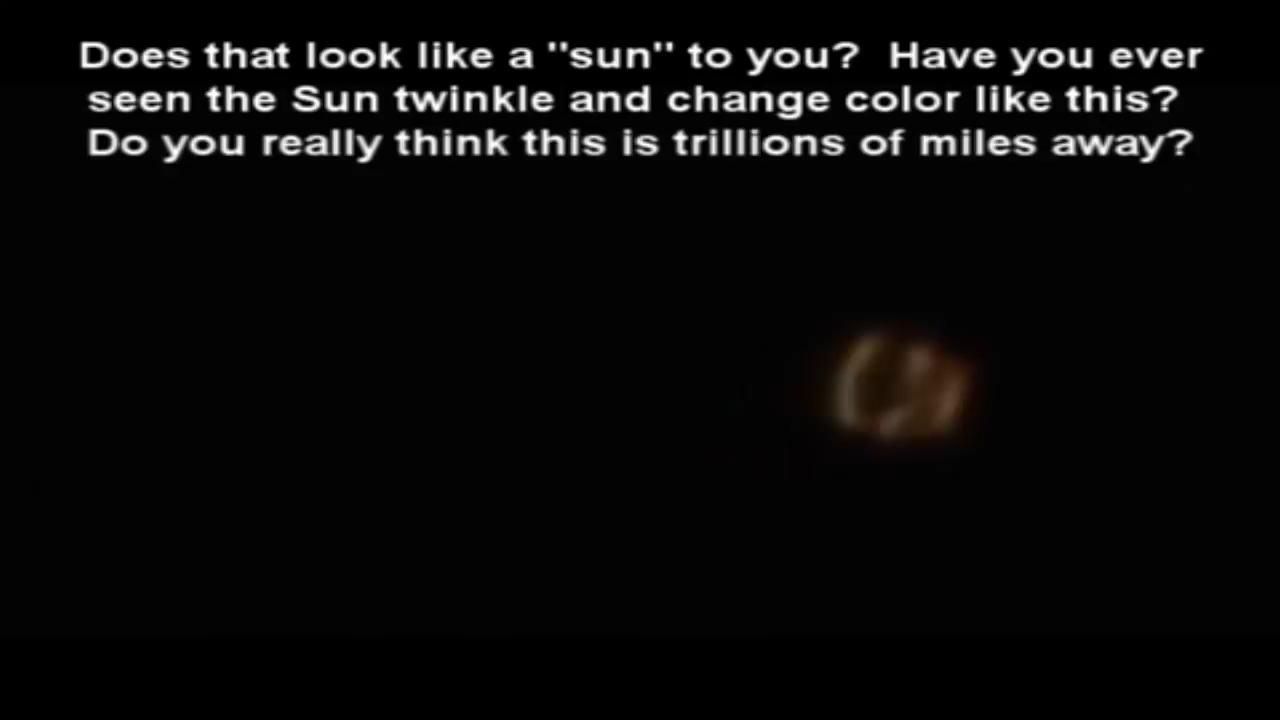 Does that look like a "sun" to you?  Have you ever
seen the Sun twinkle and change color like this?
Do you really think this is trillions of miles away?